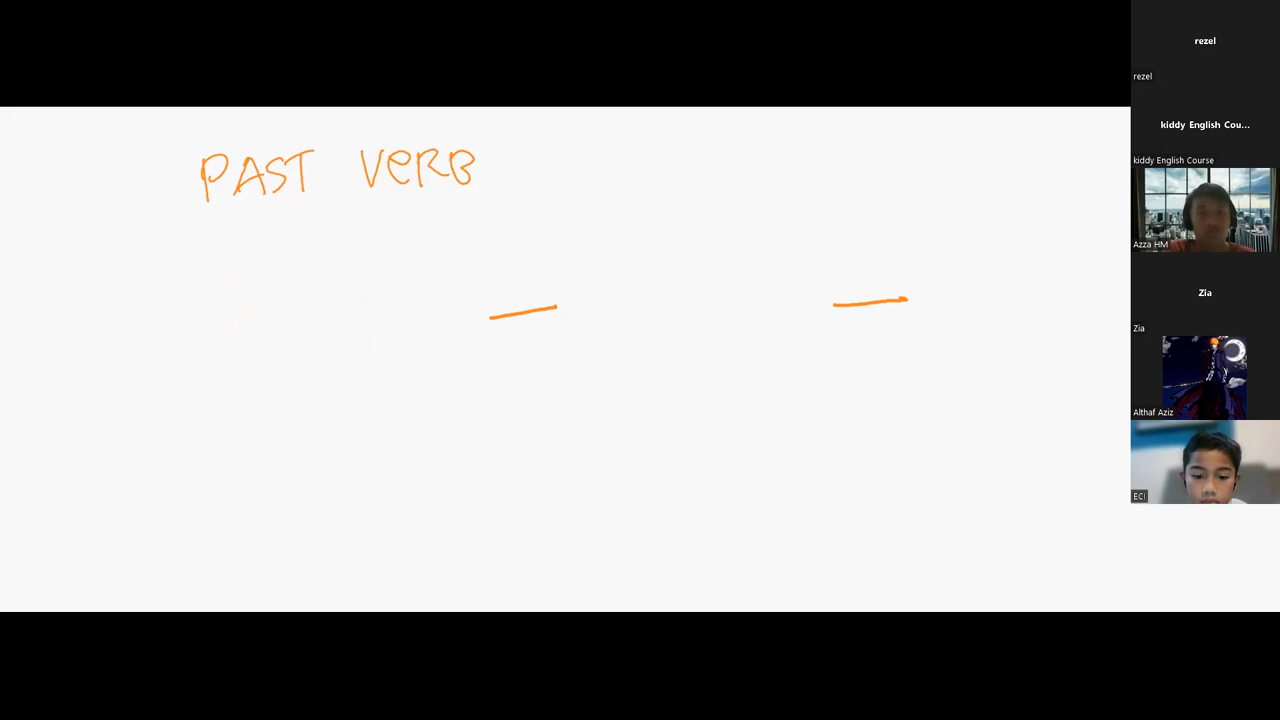 PAST VERB
rezel
rezel
kiddy English Cou...
kiddy English Course
Azza HM
Zia
Zia
Althaf Aziz
ECI